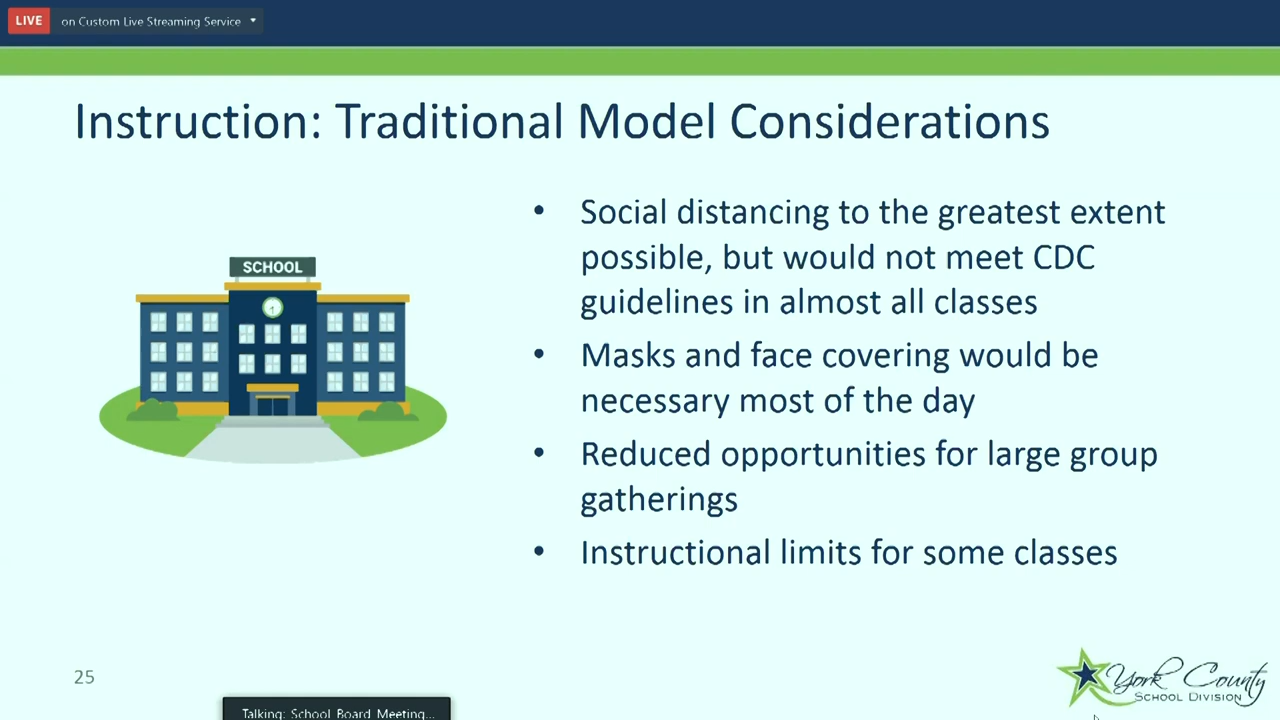 LIVE on Custom Live Streaming Service
Instruction: Traditional Model Considerations
SCHOOL
• Social distancing to the greatest extent
possible, but would not meet CDC
guidelines in almost all classes
• Masks and face covering would be
necessary most of the day
• Reduced opportunities for large group
gatherings
• Instructional limits for some classes
25
York County
SCHOOL DIVISION
Talking: School Board Meeting...